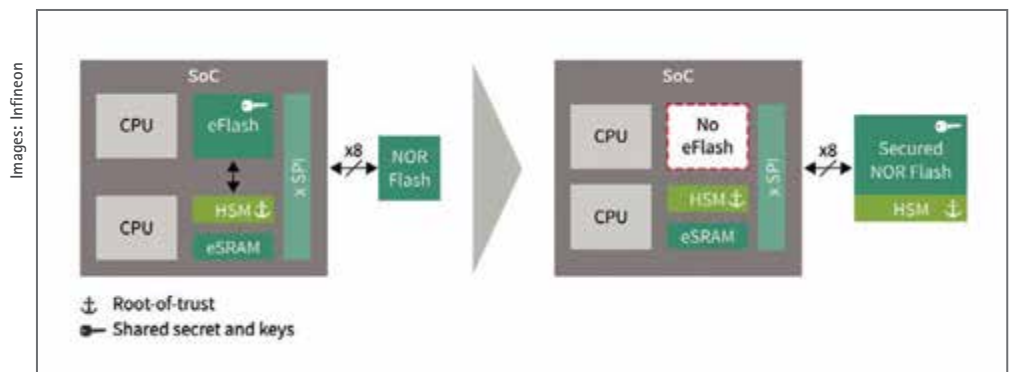 Images: Infineon
SoC
CPU
eFlash
CPU
HSM
eSRAM
x SPI
x8
NOR
Flash
SoC
CPU
No
eFlash
CPU
HSM
eSRAM
x SPI
x8
Secured
NOR Flash
HSM
Root-of-trust
Shared secret and keys